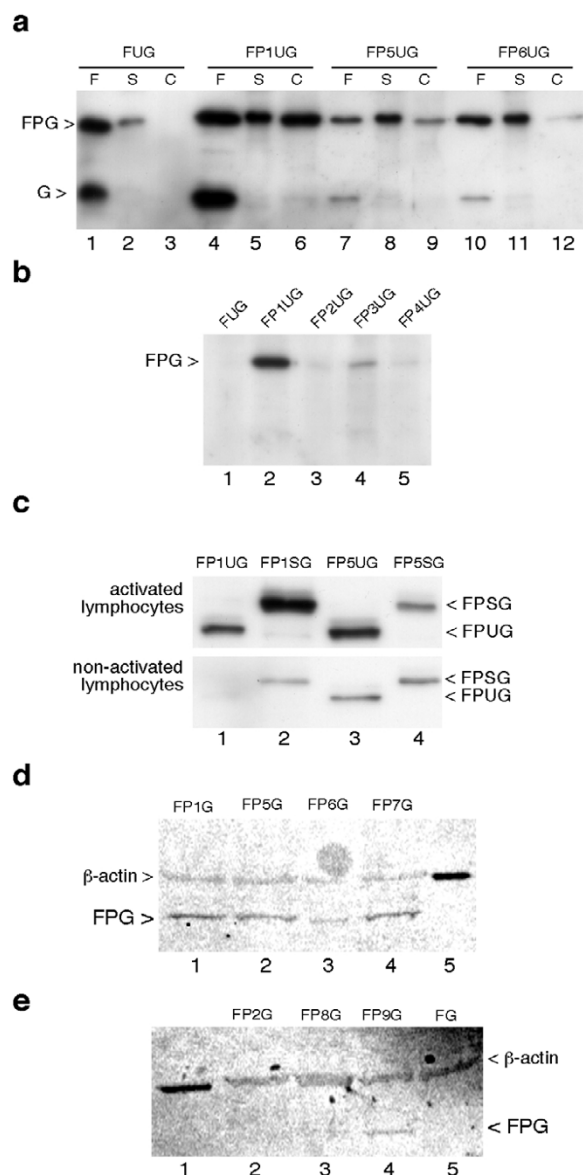 a
FUG FP1UG FP5UG FP6UG
F S C F S C F S C F S C
FPG >
G >
1 2 3 4 5 6 7 8 9 10 11 12
b
FUG FP1UG FP2UG FP3UG FP4UG
FPG >
1 2 3 4 5
c
FP1UG FP1SG FP5UG FP5SG
activated
lymphocytes
< FPSG
< FPUG
non-activated
lymphocytes
< FPSG
< FPUG
1 2 3 4
d
FP1G FP5G FP6G FP7G
β-actin >
FPG >
1 2 3 4 5
e
FP2G FP8G FP9G FG
< β-actin
< FPG
1 2 3 4 5